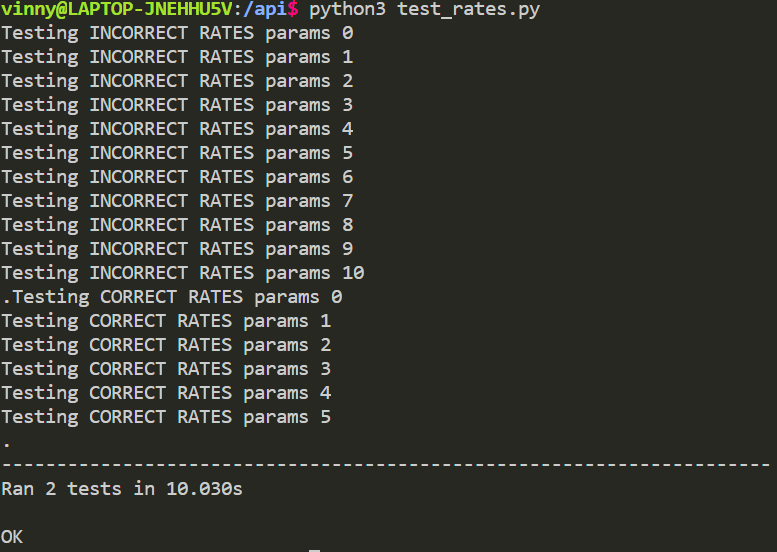 vinny@LAPTOP-JNEHHU5V:/api$ python3 test_rates.py
Testing INCORRECT RATES params 0
Testing INCORRECT RATES params 1
Testing INCORRECT RATES params 2
Testing INCORRECT RATES params 3
Testing INCORRECT RATES params 4
Testing INCORRECT RATES params 5
Testing INCORRECT RATES params 6
Testing INCORRECT RATES params 7
Testing INCORRECT RATES params 8
Testing INCORRECT RATES params 9
Testing INCORRECT RATES params 10
.Testing CORRECT RATES params 0
Testing CORRECT RATES params 1
Testing CORRECT RATES params 2
Testing CORRECT RATES params 3
Testing CORRECT RATES params 4
Testing CORRECT RATES params 5
.
----------------------------------------------------------------------
Ran 2 tests in 10.030s
OK